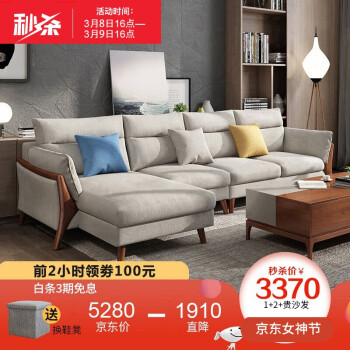 秒杀
活动时间：
3月8日16点—
3月9日16点
前2小时领券100元
白条3期免息
送
换鞋凳
5280
京东价
—
1910
直降
秒杀价
¥
3370
1+2+贵沙发
京东女神节